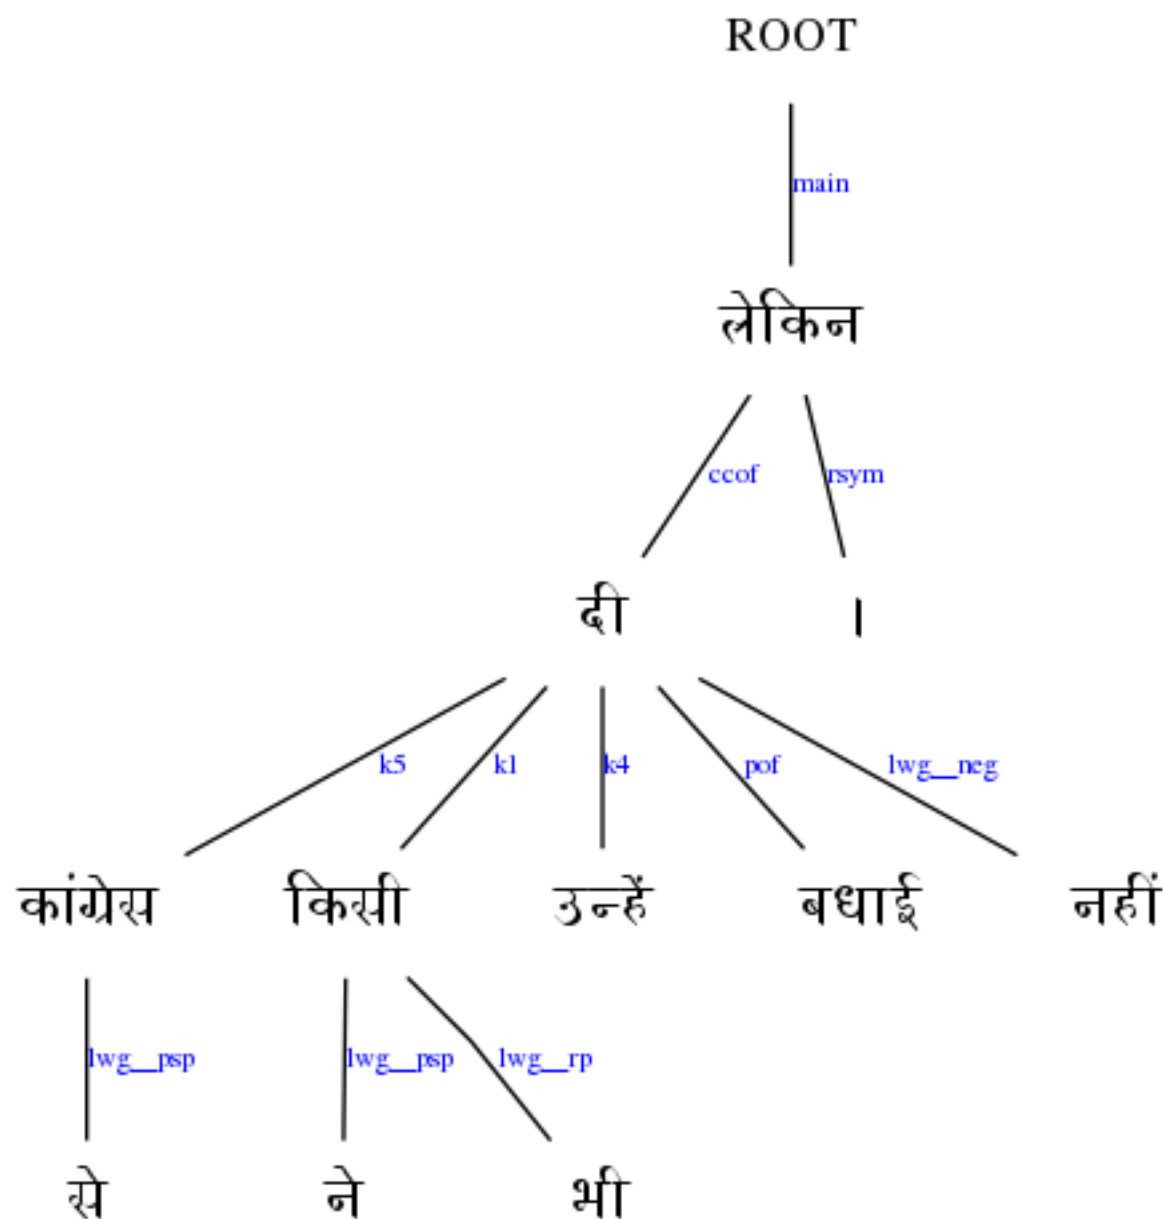 ROOT
main
लेकिन
ccof rsym
दी ।
k5 k1 k4 pof lwg__neg
कांग्रेस किसी उन्हें बधाई नहीं
lwg__psp lwg__psp lwg__rp
से ने भी